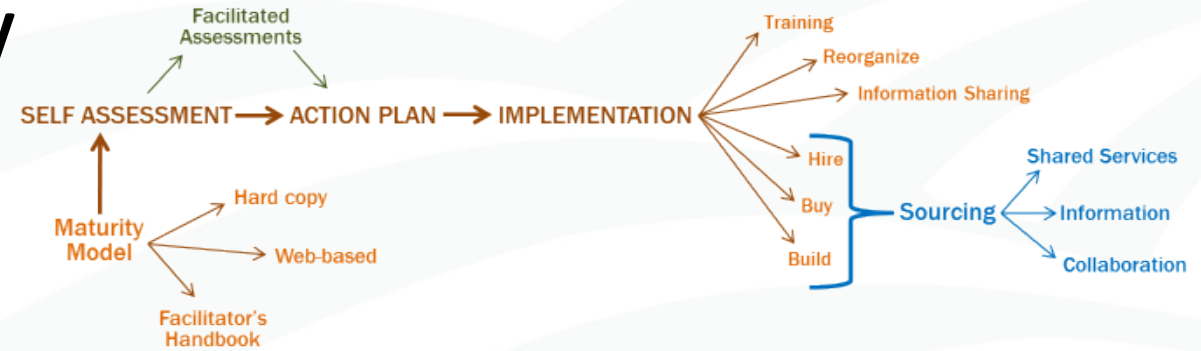 Facilitated
Assessments
SELF ASSESSMENT
ACTION PLAN
IMPLEMENTATION
Training
Reorganize
Information Sharing
Hire
Buy
Build
Sourcing
Shared Services
Information
Collaboration
Maturity
Model
Hard copy
Web-based
Facilitator's
Handbook